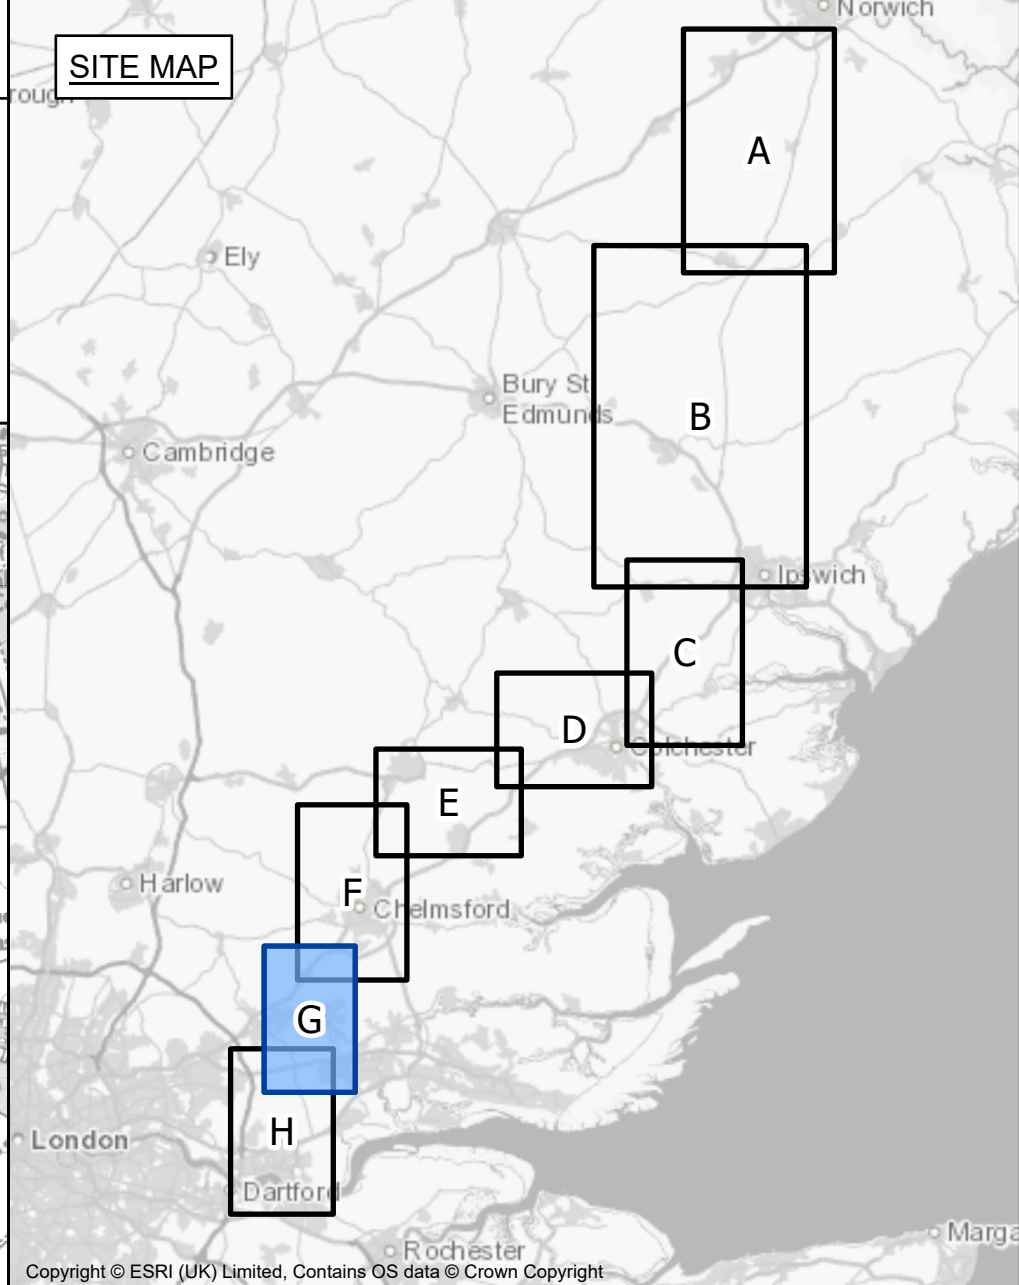 Norwich
SITE MAP
rough
A
Ely
Bury St
Edmunds
B
Cambridge
Ipswich
C
D
Colchester
E
Harlow
F
Chelmsford
G
H
London
Dartford
Marga
Rochester
Copyright © ESRI (UK) Limited, Contains OS data © Crown Copyright